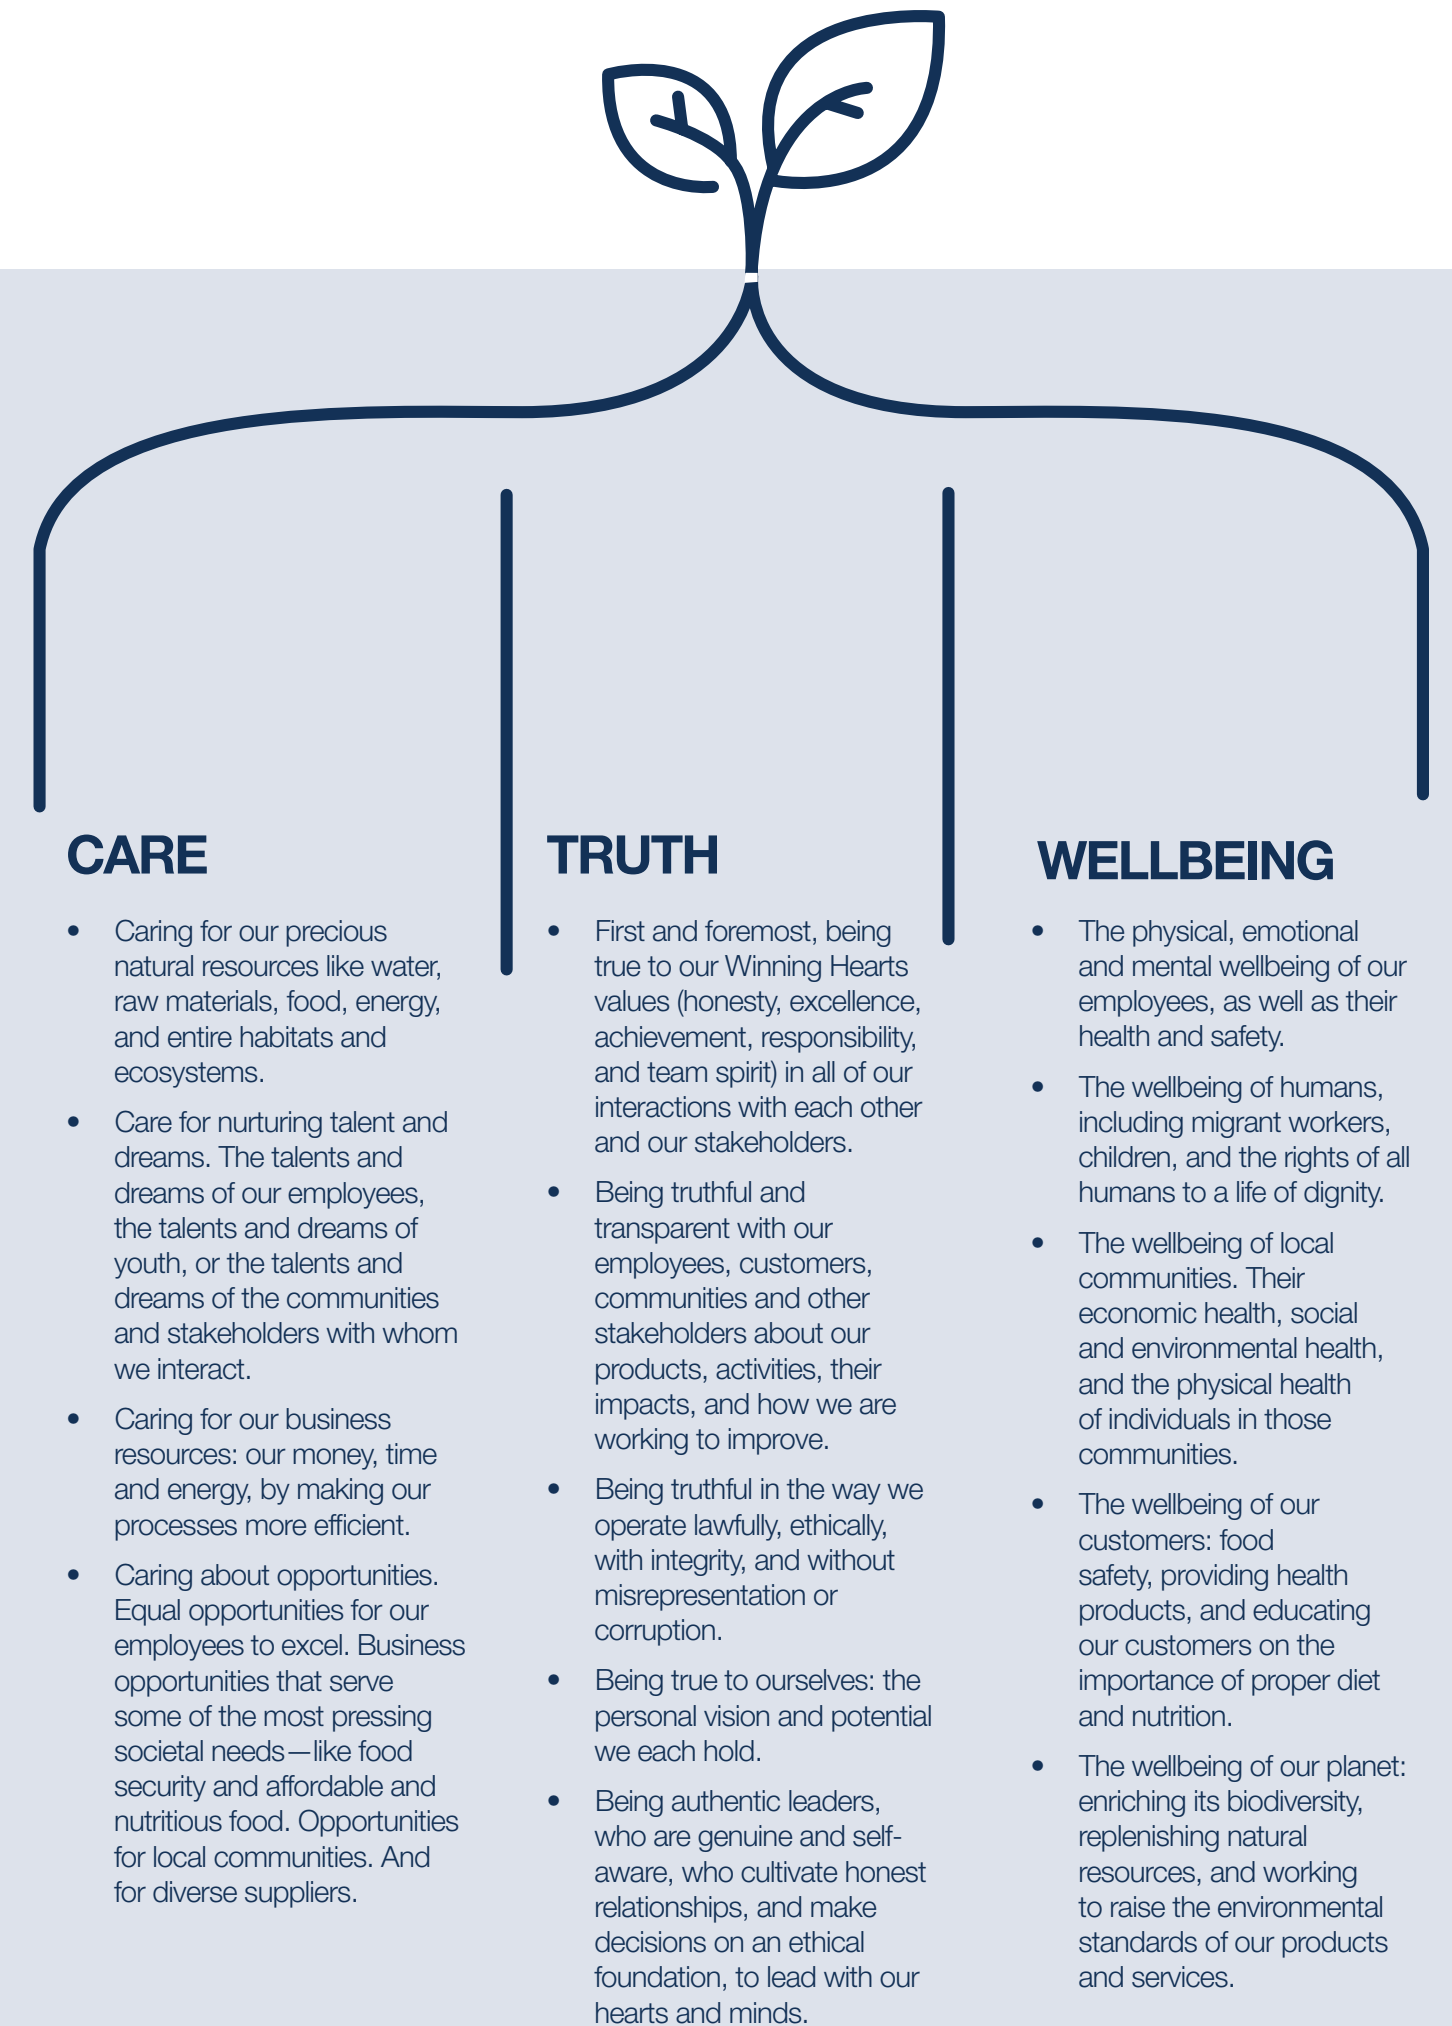 CARE
• Caring for our precious
natural resources like water,
raw materials, food, energy,
and entire habitats and
ecosystems.
• Care for nurturing talent and
dreams. The talents and
dreams of our employees,
the talents and dreams of
youth, or the talents and
dreams of the communities
and stakeholders with whom
we interact.
• Caring for our business
resources: our money, time
and energy, by making our
processes more efficient.
• Caring about opportunities.
Equal opportunities for our
employees to excel. Business
opportunities that serve
some of the most pressing
societal needs—like food
security and affordable and
nutritious food. Opportunities
for local communities. And
for diverse suppliers.
TRUTH
• First and foremost, being
true to our Winning Hearts
values (honesty, excellence,
achievement, responsibility,
and team spirit) in all of our
interactions with each other
and our stakeholders.
• Being truthful and
transparent with our
employees, customers,
communities and other
stakeholders about our
products, activities, their
impacts, and how we are
working to improve.
• Being truthful in the way we
operate lawfully, ethically,
with integrity, and without
misrepresentation or
corruption.
• Being true to ourselves: the
personal vision and potential
we each hold.
• Being authentic leaders,
who are genuine and self-
aware, who cultivate honest
relationships, and make
decisions on an ethical
foundation, to lead with our
hearts and minds.
WELLBEING
• The physical, emotional
and mental wellbeing of our
employees, as well as their
health and safety.
• The wellbeing of humans,
including migrant workers,
children, and the rights of all
humans to a life of dignity.
• The wellbeing of local
communities. Their
economic health, social
and environmental health,
and the physical health
of individuals in those
communities.
• The wellbeing of our
customers: food
safety, providing health
products, and educating
our customers on the
importance of proper diet
and nutrition.
• The wellbeing of our planet:
enriching its biodiversity,
replenishing natural
resources, and working
to raise the environmental
standards of our products
and services.